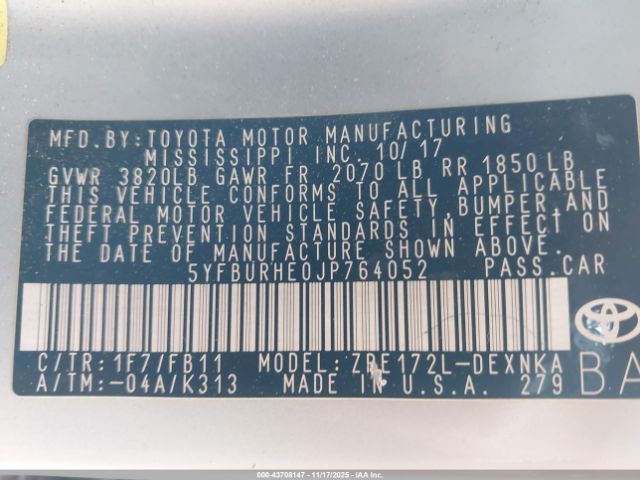 MFD.BY:TOYOTA MOTOR MANUFACTURING
MISSISSIPPI INC. 10/17
GVWR 3820LB GAWR FR 2070 LB RR 1850LB
THIS VEHICLE CONFORMS TO ALL APPLICABLE
FEDERAL MOTOR VEHICLE SAFETY,BUMPER,AND
THEFT PREVENTION STANDARDS IN EFFECT ON
THE DATE OF MANUFACTURE SHOWN ABOVE.
5YFBURHE0JP764052 PASS.CAR
C/TR:1F7/FB11 MODEL:ZRE172L-DEXNKA
A/TM:-04A/K313 MADE IN U.S.A. 279
BA
000-43708147 - 11/17/2025 - IAAI.COM